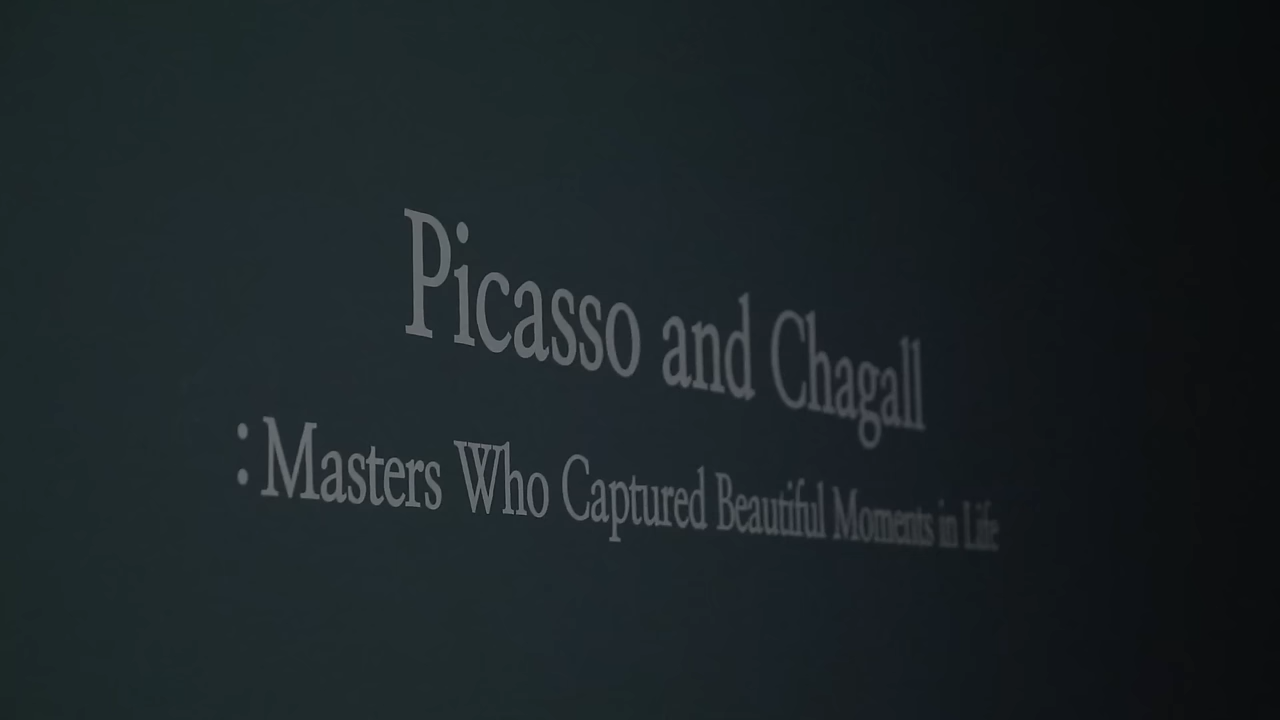 Picasso and Chagall
: Masters Who Captured Beautiful Moments in Life